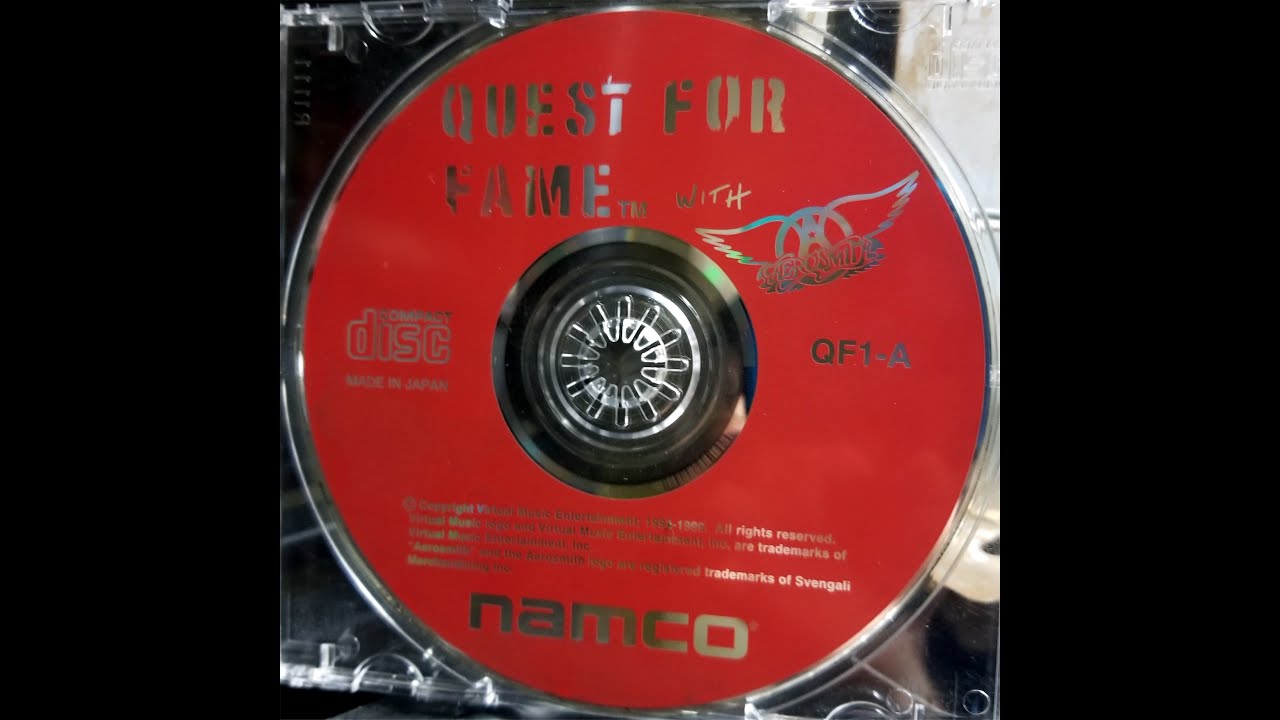 QUEST FOR
FAME™ WITH
AEROSMITH
COMPACT
disc
QF1-A
MADE IN JAPAN
© Copyright Virtual Music Entertainment All rights reserved.
Virtual Music logo and Virtual Music Entertainment, Inc. are trademarks of
Virtual Music Entertainment, Inc.
"Aerosmith" and the Aerosmith logo are registered trademarks of Svengali
Merchandising Inc.
namco®